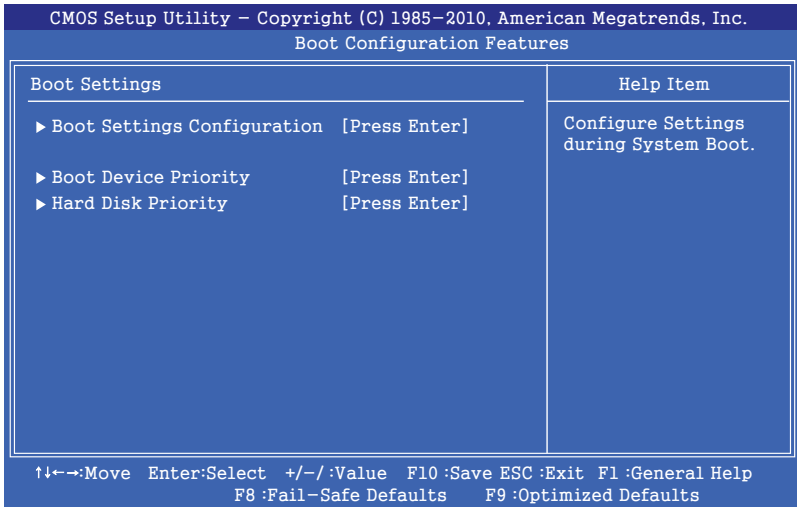 CMOS Setup Utility – Copyright (C) 1985–2010, American Megatrends, Inc.
Boot Configuration Features
Boot Settings
▶ Boot Settings Configuration [Press Enter]
▶ Boot Device Priority [Press Enter]
▶ Hard Disk Priority [Press Enter]
Help Item
Configure Settings
during System Boot.
↑↓←→:Move Enter:Select +/–/:Value F10:Save ESC:Exit F1:General Help
F8:Fail–Safe Defaults F9:Optimized Defaults